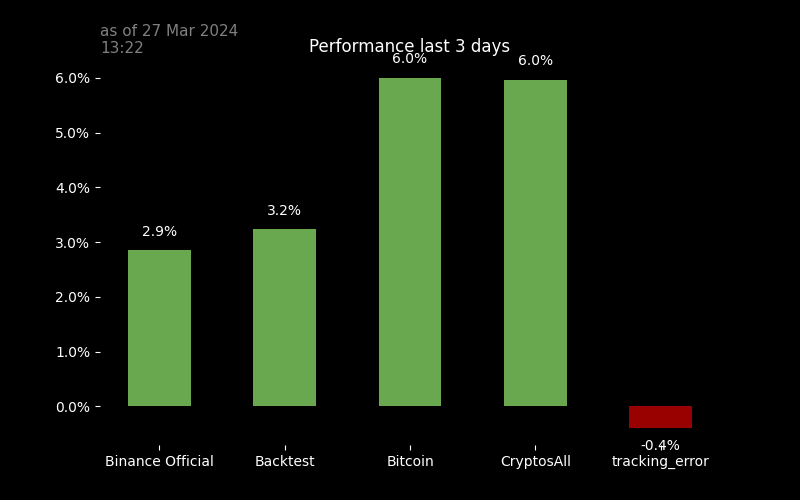 as of 27 Mar 2024
13:22
Performance last 3 days
6.0%
6.0%
6.0%
5.0%
4.0%
3.2%
2.9%
3.0%
2.0%
1.0%
0.0%
-0.4%
Binance Official
Backtest
Bitcoin
CryptosAll
tracking_error